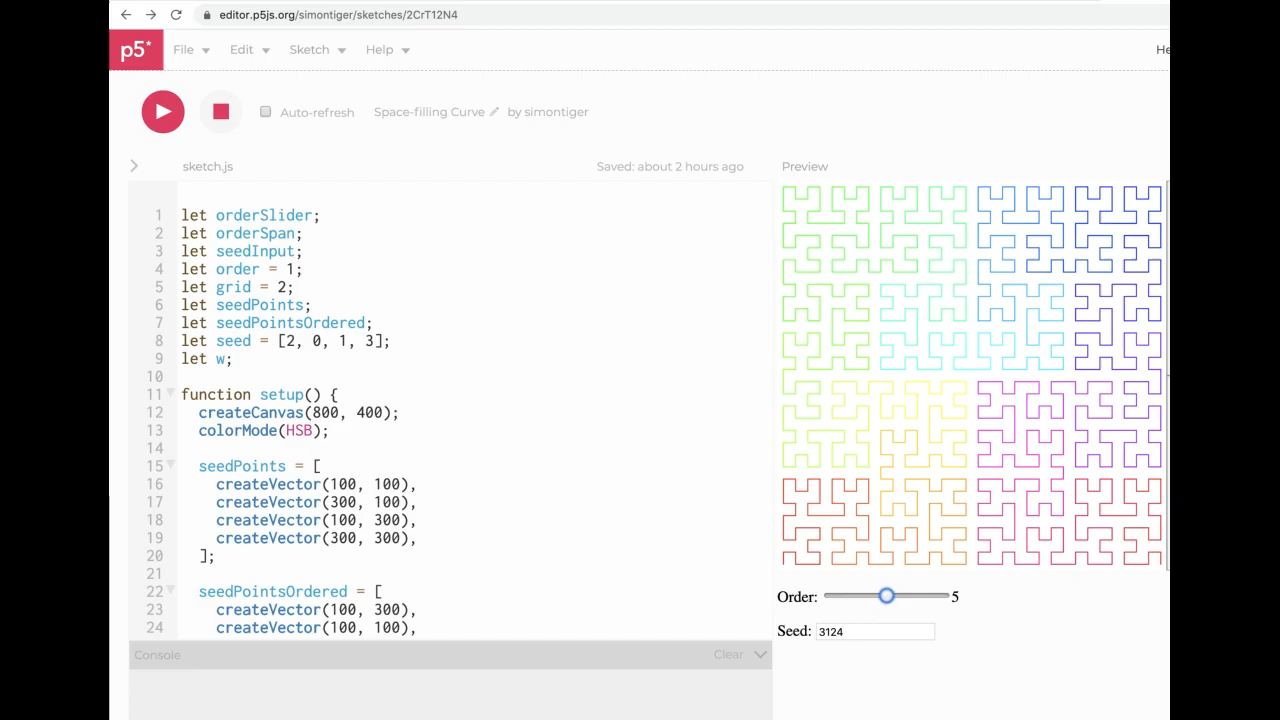 editor.p5js.org/simontiger/sketches/2CrT12N4
p5* File Edit Sketch Help He
Auto-refresh Space-filling Curve by simontiger
sketch.js Saved: about 2 hours ago Preview
1 let orderSlider;
2 let orderSpan;
3 let seedInput;
4 let order = 1;
5 let grid = 2;
6 let seedPoints;
7 let seedPointsOrdered;
8 let seed = [2, 0, 1, 3];
9 let w;
10
11 function setup() {
12 createCanvas(800, 400);
13 colorMode(HSB);
14
15 seedPoints = [
16 createVector(100, 100),
17 createVector(300, 100),
18 createVector(100, 300),
19 createVector(300, 300),
20 ];
21
22 seedPointsOrdered = [
23 createVector(100, 300),
24 createVector(100, 100),
Order: 5
Seed: 3124
Console Clear